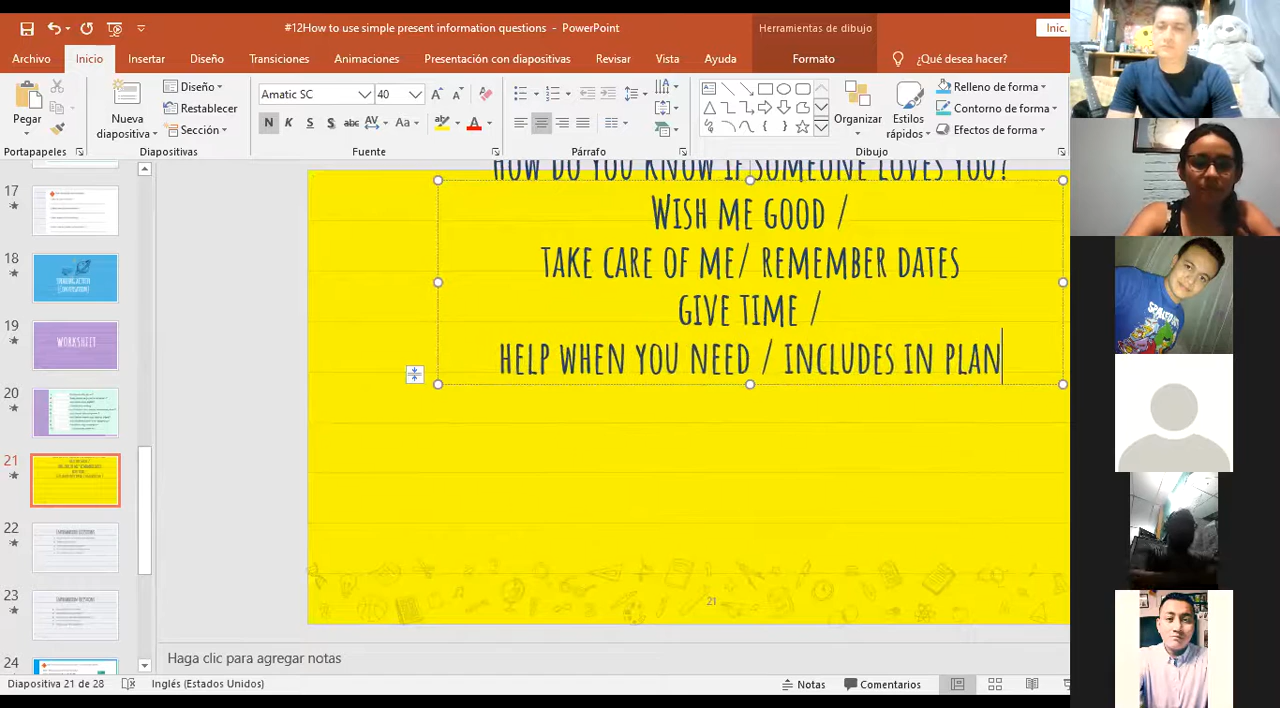 #12How to use simple present information questions - PowerPoint
Herramientas de dibujo
Inic.
Archivo
Inicio
Insertar
Diseño
Transiciones
Animaciones
Presentación con diapositivas
Revisar
Vista
Ayuda
Formato
¿Qué desea hacer?
Pegar
Nueva diapositiva
Diseño
Restablecer
Sección
Amatic SC
40
N K S S abc AV Aa A
Organizar
Estilos rápidos
Relleno de forma
Contorno de forma
Efectos de forma
Portapapeles
Diapositivas
Fuente
Párrafo
Dibujo
17
18
19
WORKSHEET
20
21
22
23
24
HOW DO YOU KNOW IF SOMEONE LOVES YOU?
WISH ME GOOD /
TAKE CARE OF ME/ REMEMBER DATES
GIVE TIME /
HELP WHEN YOU NEED / INCLUDES IN PLAN
21
Haga clic para agregar notas
Diapositiva 21 de 28
Inglés (Estados Unidos)
Notas
Comentarios